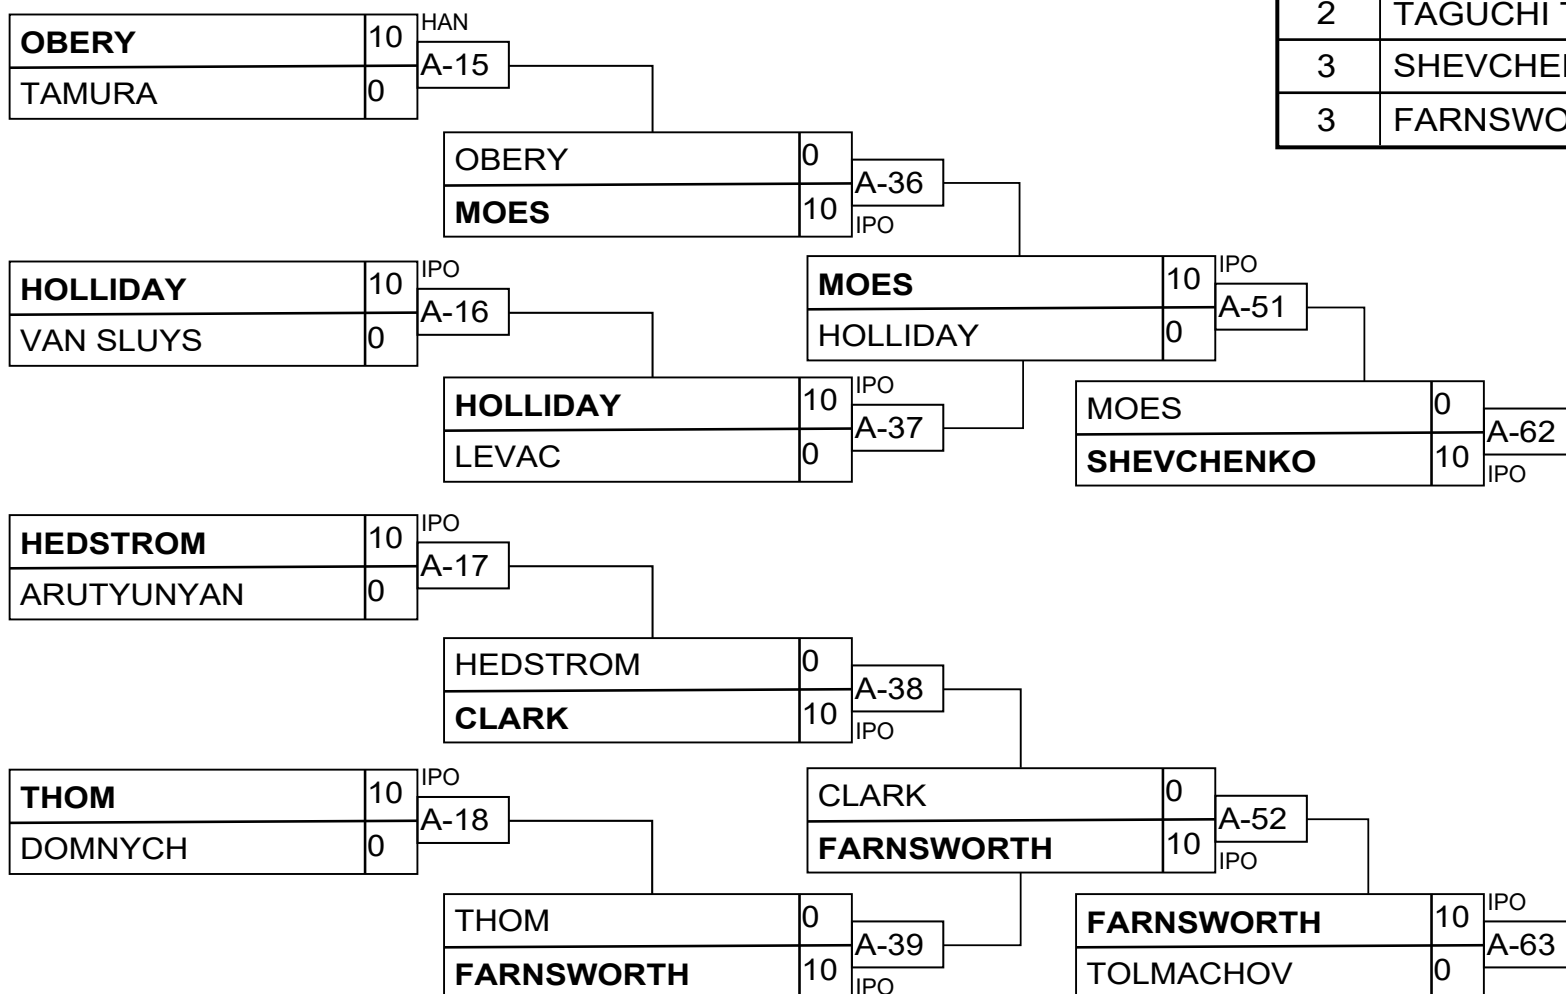 2 TAGUCHI
3
3
OBERY 10 HAN
A-15
TAMURA 0
OBERY 0
A-36
MOES 10 IPO
HOLLIDAY 10 IPO
A-16
VAN SLUYS 0
MOES 10 IPO
A-51
HOLLIDAY 0
HOLLIDAY 10 IPO
A-37
LEVAC 0
MOES 0
A-62
SHEVCHENKO 10 IPO
HEDSTROM 10 IPO
A-17
ARUTYUNYAN 0
HEDSTROM 0
A-38
CLARK 10 IPO
THOM 10 IPO
A-18
DOMNYCH 0
CLARK 0
A-52
FARNSWORTH 10 IPO
THOM 0
A-39
FARNSWORTH 10 IPO
FARNSWORTH 10 IPO
A-63
TOLMACHOV 0